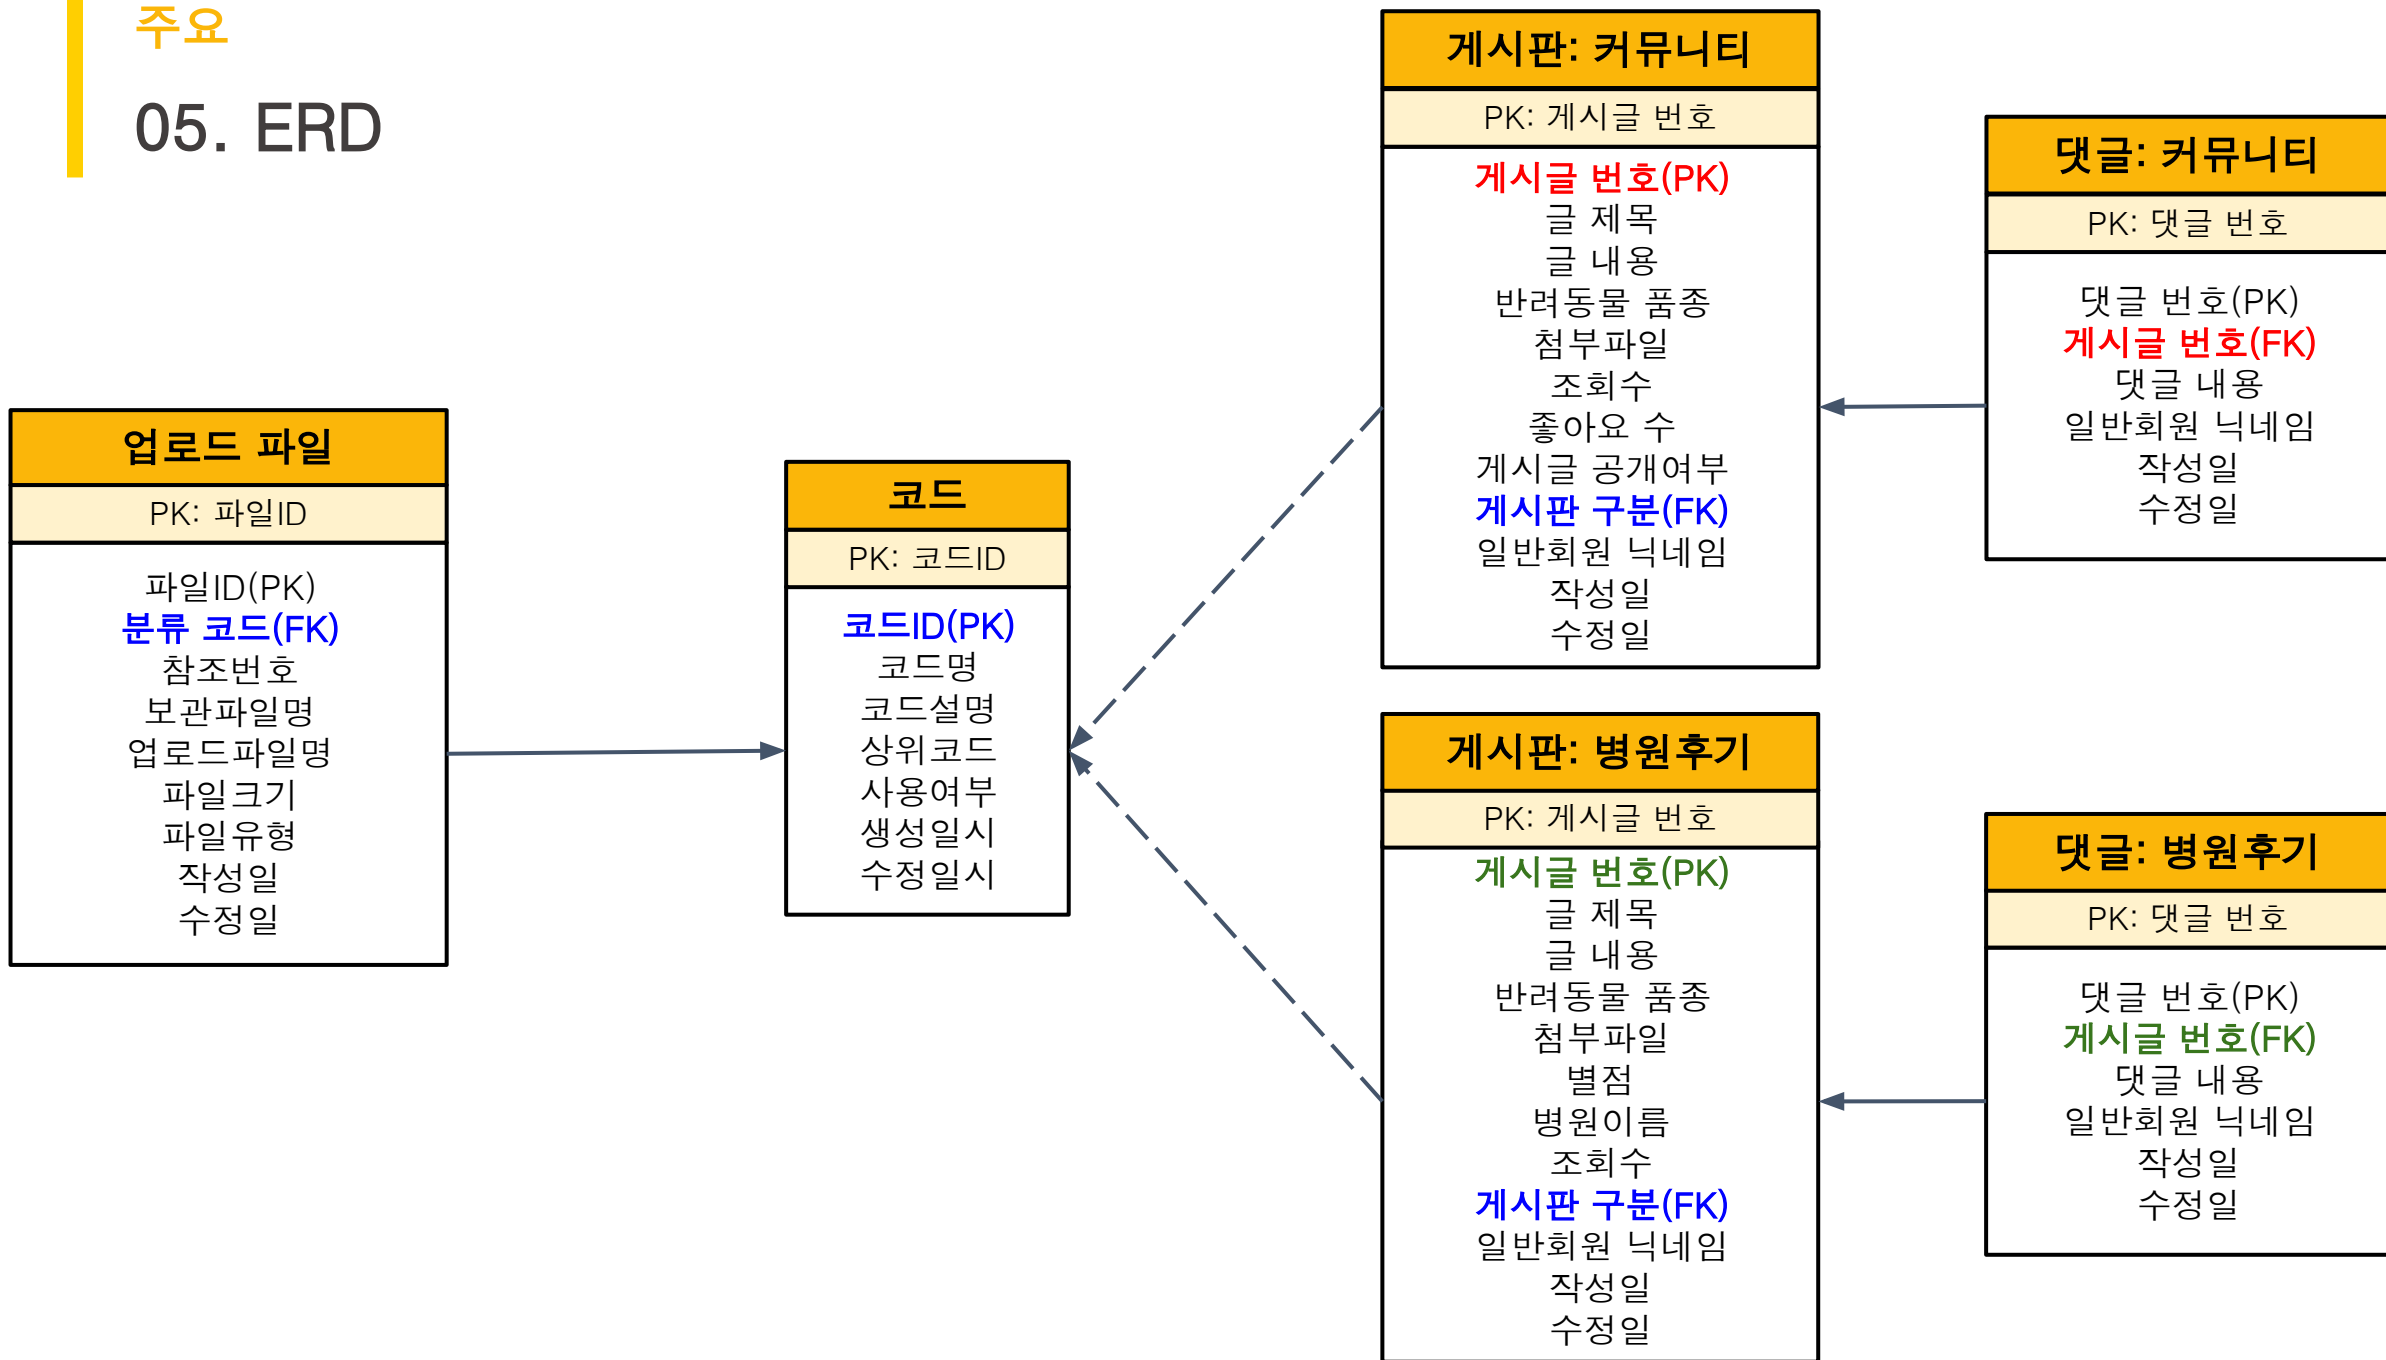 주요
05. ERD
업로드 파일
PK: 파일ID
파일ID(PK)
분류 코드(FK)
참조번호
보관파일명
업로드파일명
파일크기
파일유형
작성일
수정일
코드
PK: 코드ID
코드ID(PK)
코드명
코드설명
상위코드
사용여부
생성일시
수정일시
게시판: 커뮤니티
PK: 게시글 번호
게시글 번호(PK)
글 제목
글 내용
반려동물 품종
첨부파일
조회수
좋아요 수
게시글 공개여부
게시판 구분(FK)
일반회원 닉네임
작성일
수정일
댓글: 커뮤니티
PK: 댓글 번호
댓글 번호(PK)
게시글 번호(FK)
댓글 내용
일반회원 닉네임
작성일
수정일
게시판: 병원후기
PK: 게시글 번호
게시글 번호(PK)
글 제목
글 내용
반려동물 품종
첨부파일
별점
병원이름
조회수
게시판 구분(FK)
일반회원 닉네임
작성일
수정일
댓글: 병원후기
PK: 댓글 번호
댓글 번호(PK)
게시글 번호(FK)
댓글 내용
일반회원 닉네임
작성일
수정일